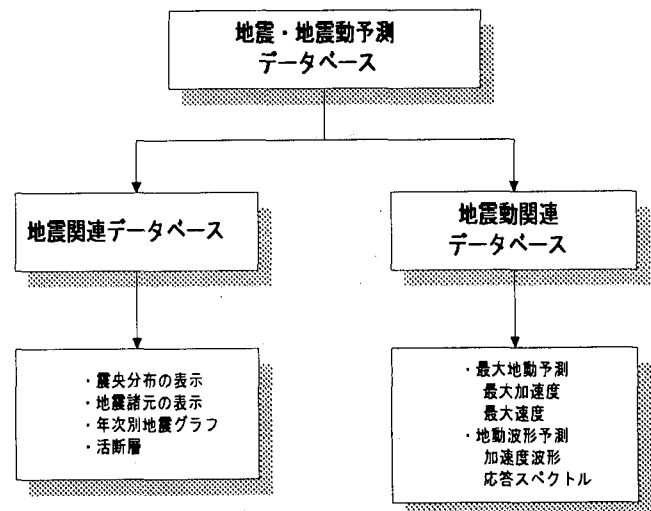 地震・地震動予測
データベース
地震関連データベース
地震動関連
データベース
・震央分布の表示
・地震諸元の表示
・年次別地震グラフ
・活断層
・最大地動予測
最大加速度
最大速度
・地動波形予測
加速度波形
応答スペクトル